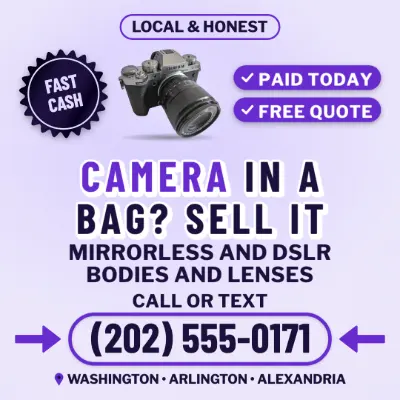 LOCAL & HONEST
FAST
CASH
PAID TODAY
FREE QUOTE
CAMERA IN A
BAG? SELL IT
MIRRORLESS AND DSLR
BODIES AND LENSES
CALL OR TEXT
(202) 555-0171
WASHINGTON • ARLINGTON • ALEXANDRIA